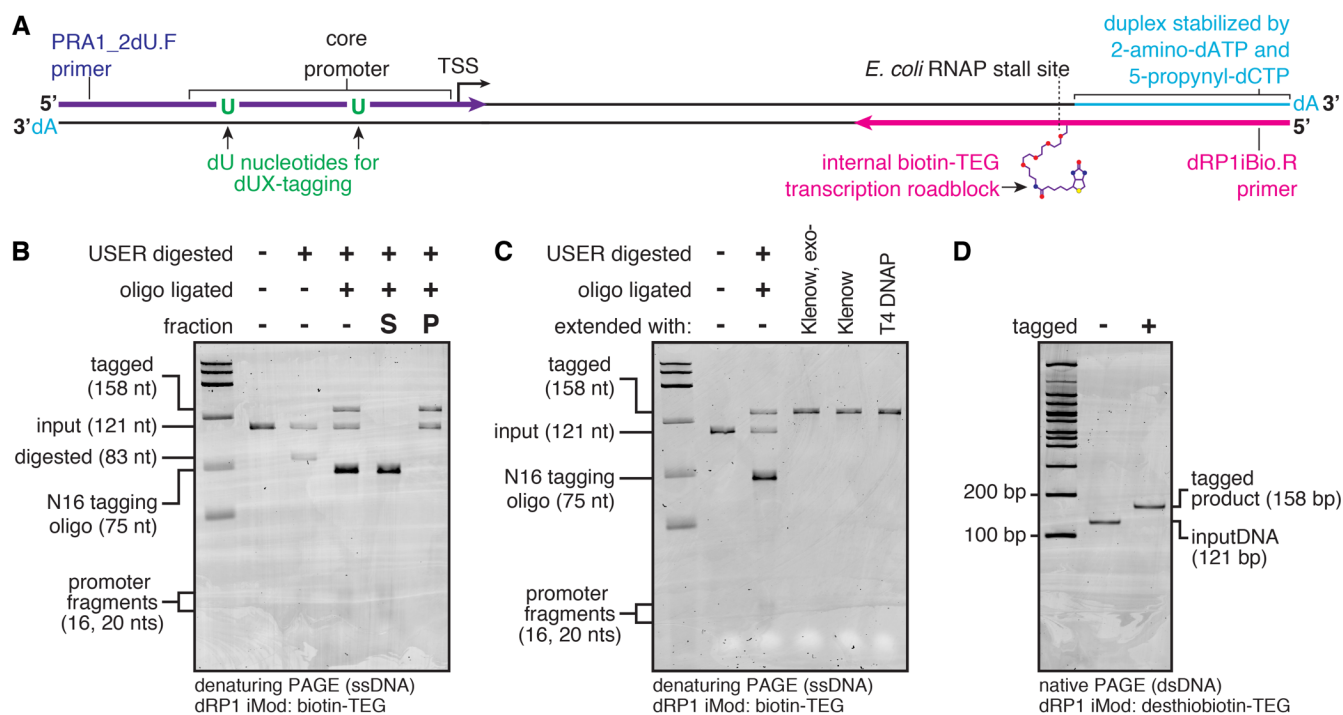 A
PRA1_2dU.F
primer
core
promoter
TSS
E. coli RNAP stall site
duplex stabilized by
2-amino-dATP and
5-propynyl-dCTP
5'
U
U
dA 3'
3'dA
5'
dU nucleotides for
dUX-tagging
internal biotin-TEG
transcription roadblock
dRP1iBio.R
primer
B
USER digested - + + + +
oligo ligated - - + + +
fraction - - - S P
tagged
(158 nt)
input (121 nt)
digested (83 nt)
N16 tagging
oligo (75 nt)
promoter
fragments
(16, 20 nts)
denaturing PAGE (ssDNA)
dRP1 iMod: biotin-TEG
C
USER digested - +
oligo ligated - +
extended with: - -
Klenow, exo-
Klenow
T4 DNAP
tagged
(158 nt)
input (121 nt)
N16 tagging
oligo (75 nt)
promoter
fragments
(16, 20 nts)
denaturing PAGE (ssDNA)
dRP1 iMod: biotin-TEG
D
tagged - +
200 bp
100 bp
tagged
product (158 bp)
inputDNA
(121 bp)
native PAGE (dsDNA)
dRP1 iMod: desthiobiotin-TEG